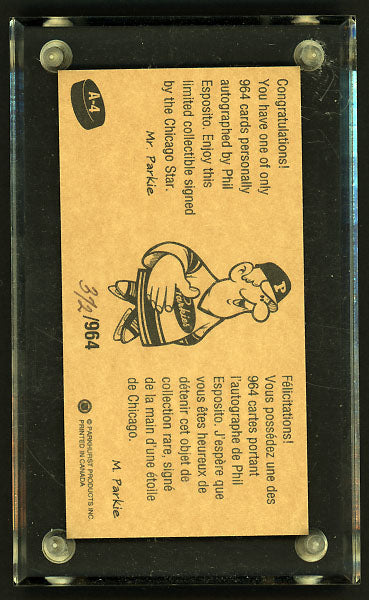 A-4
Congratulations!
You have one of only
964 cards personally
autographed by Phil
Esposito. Enjoy this
limited collectible signed
by the Chicago Star.
Mr. Parkie
P
Parkies
372/964
Félicitations!
Vous possédez une des
964 cartes portant
l'autographe de Phil
Esposito. J'espère que
vous êtes heureux de
détenir cet objet de
collection rare, signé
de la main d'une étoile
de Chicago.
M. Parkie
© PARKHURST PRODUCTS INC.
PRINTED IN CANADA